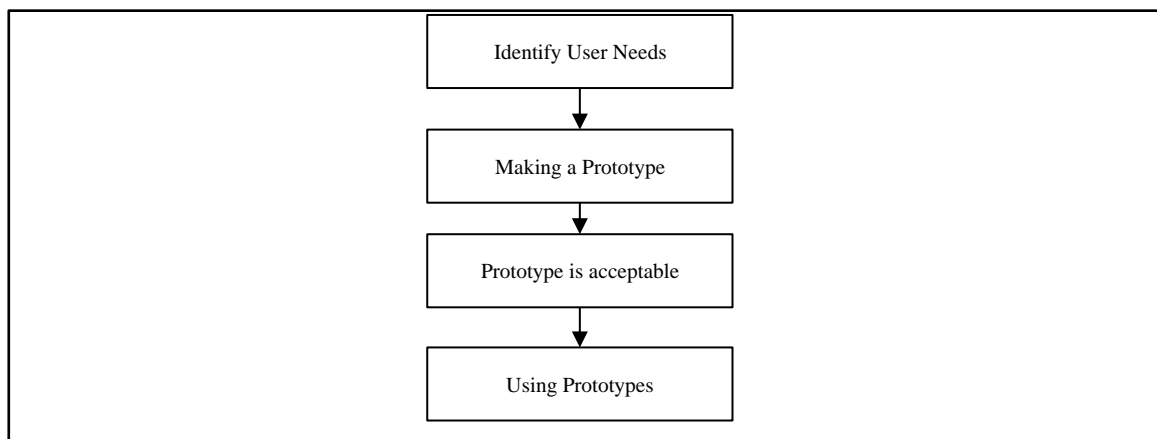 Identify User Needs
Making a Prototype
Prototype is acceptable
Using Prototypes